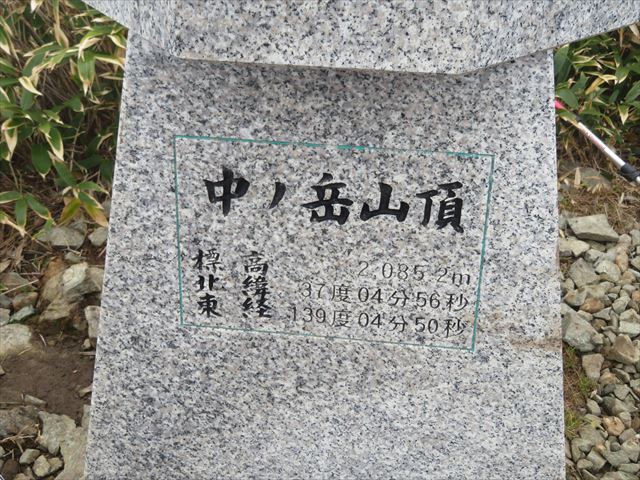 中ノ岳山頂
標高 2,085.2m
北緯 37度04分56秒
東経 139度04分50秒